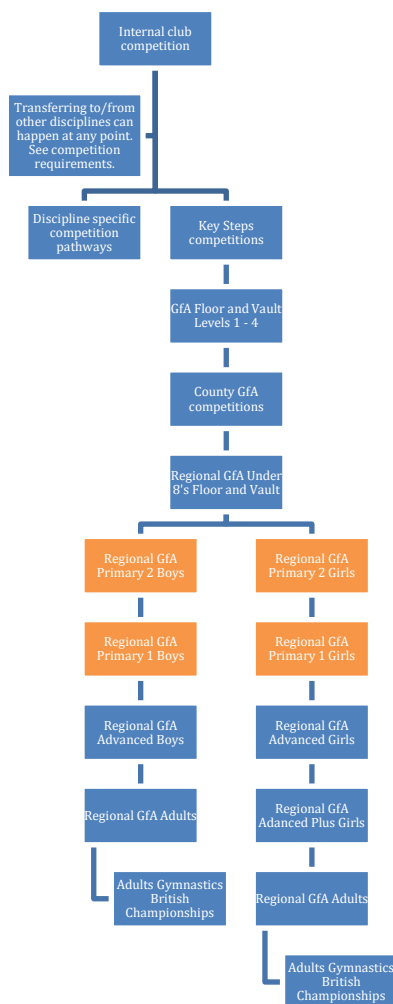 Internal club
competition
Transferring to/from
other disciplines can
happen at any point.
See competition
requirements.
Discipline specific
competition
pathways
Key Steps
competitions
GfA Floor and Vault
Levels 1 - 4
County GfA
competitions
Regional GfA Under
8's Floor and Vault
Regional GfA
Primary 2 Boys
Regional GfA
Primary 2 Girls
Regional GfA
Primary 1 Boys
Regional GfA
Primary 1 Girls
Regional GfA
Advanced Boys
Regional GfA
Advanced Girls
Regional GfA Adults
Regional GfA
Adanced Plus Girls
Adults Gymnastics
British
Championships
Regional GfA Adults
Adults Gymnastics
British
Championships